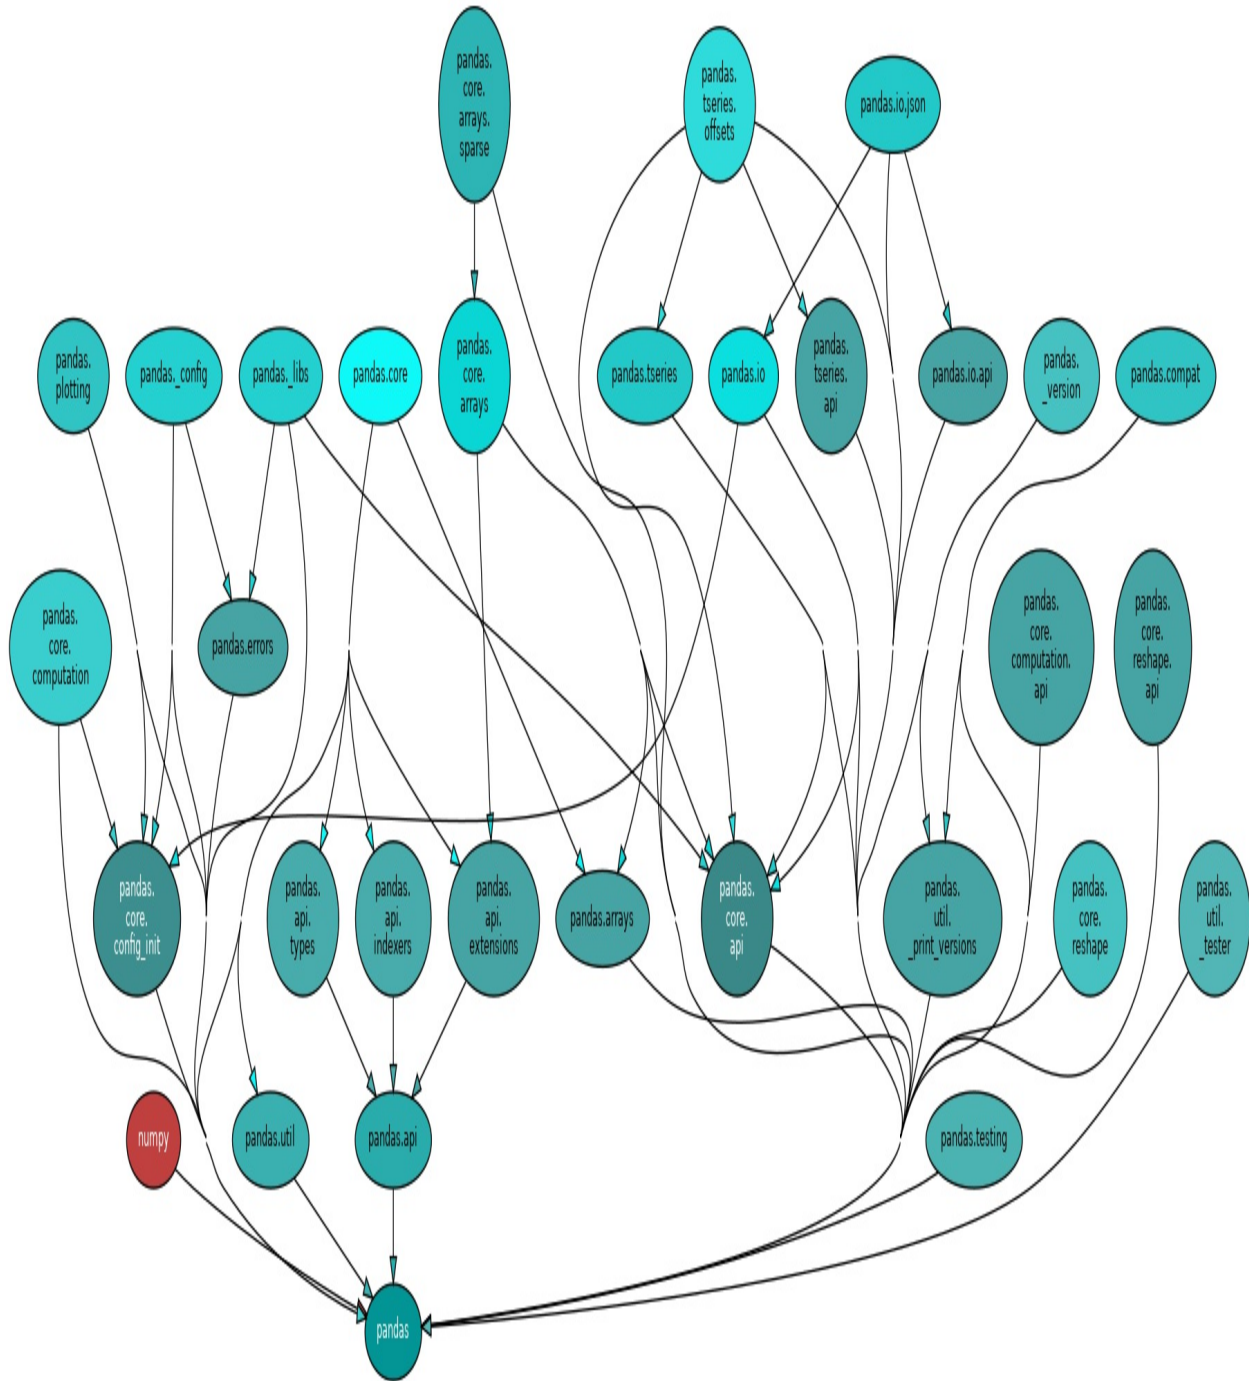 pandas.
core.
arrays.
sparse
pandas.
tseries.
offsets
pandas.io.json
pandas.
plotting
pandas._config
pandas._libs
pandas.core
pandas.
core.
arrays
pandas.tseries
pandas.io
pandas.
tseries.
api
pandas.io.api
pandas.
_version
pandas.compat
pandas.
core.
computation
pandas.errors
pandas.
core.
computation.
api
pandas.
core.
reshape.
api
pandas.
core.
config_init
pandas.
api.
types
pandas.
api.
indexers
pandas.
api.
extensions
pandas.arrays
pandas.
core.
api
pandas.
util.
_print_versions
pandas.
core.
reshape
pandas.
util.
_tester
numpy
pandas.util
pandas.api
pandas.testing
pandas